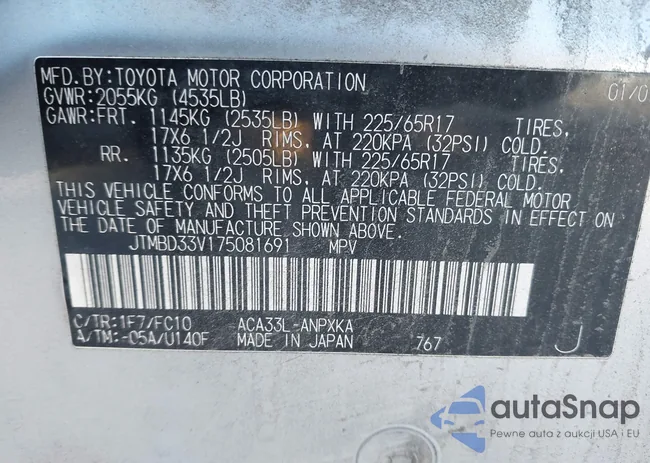 MFD.BY:TOYOTA MOTOR CORPORATION 01/0
GVWR:2055KG (4535LB)
GAWR:FRT. 1145KG (2535LB) WITH 225/65R17 TIRES,
17X6 1/2J RIMS, AT 220KPA (32PSI) COLD.
RR. 1135KG (2505LB) WITH 225/65R17 TIRES,
17X6 1/2J RIMS, AT 220KPA (32PSI) COLD.
THIS VEHICLE CONFORMS TO ALL APPLICABLE FEDERAL MOTOR
VEHICLE SAFETY AND THEFT PREVENTION STANDARDS IN EFFECT ON
THE DATE OF MANUFACTURE SHOWN ABOVE.
JTMBD33V175081691 MPV
C/TR:1F7/FC10 ACA33L-ANPXKA
A/TM:-05A/U140F MADE IN JAPAN 767 J
autoSnap
Pewne auta z aukcji USA i EU